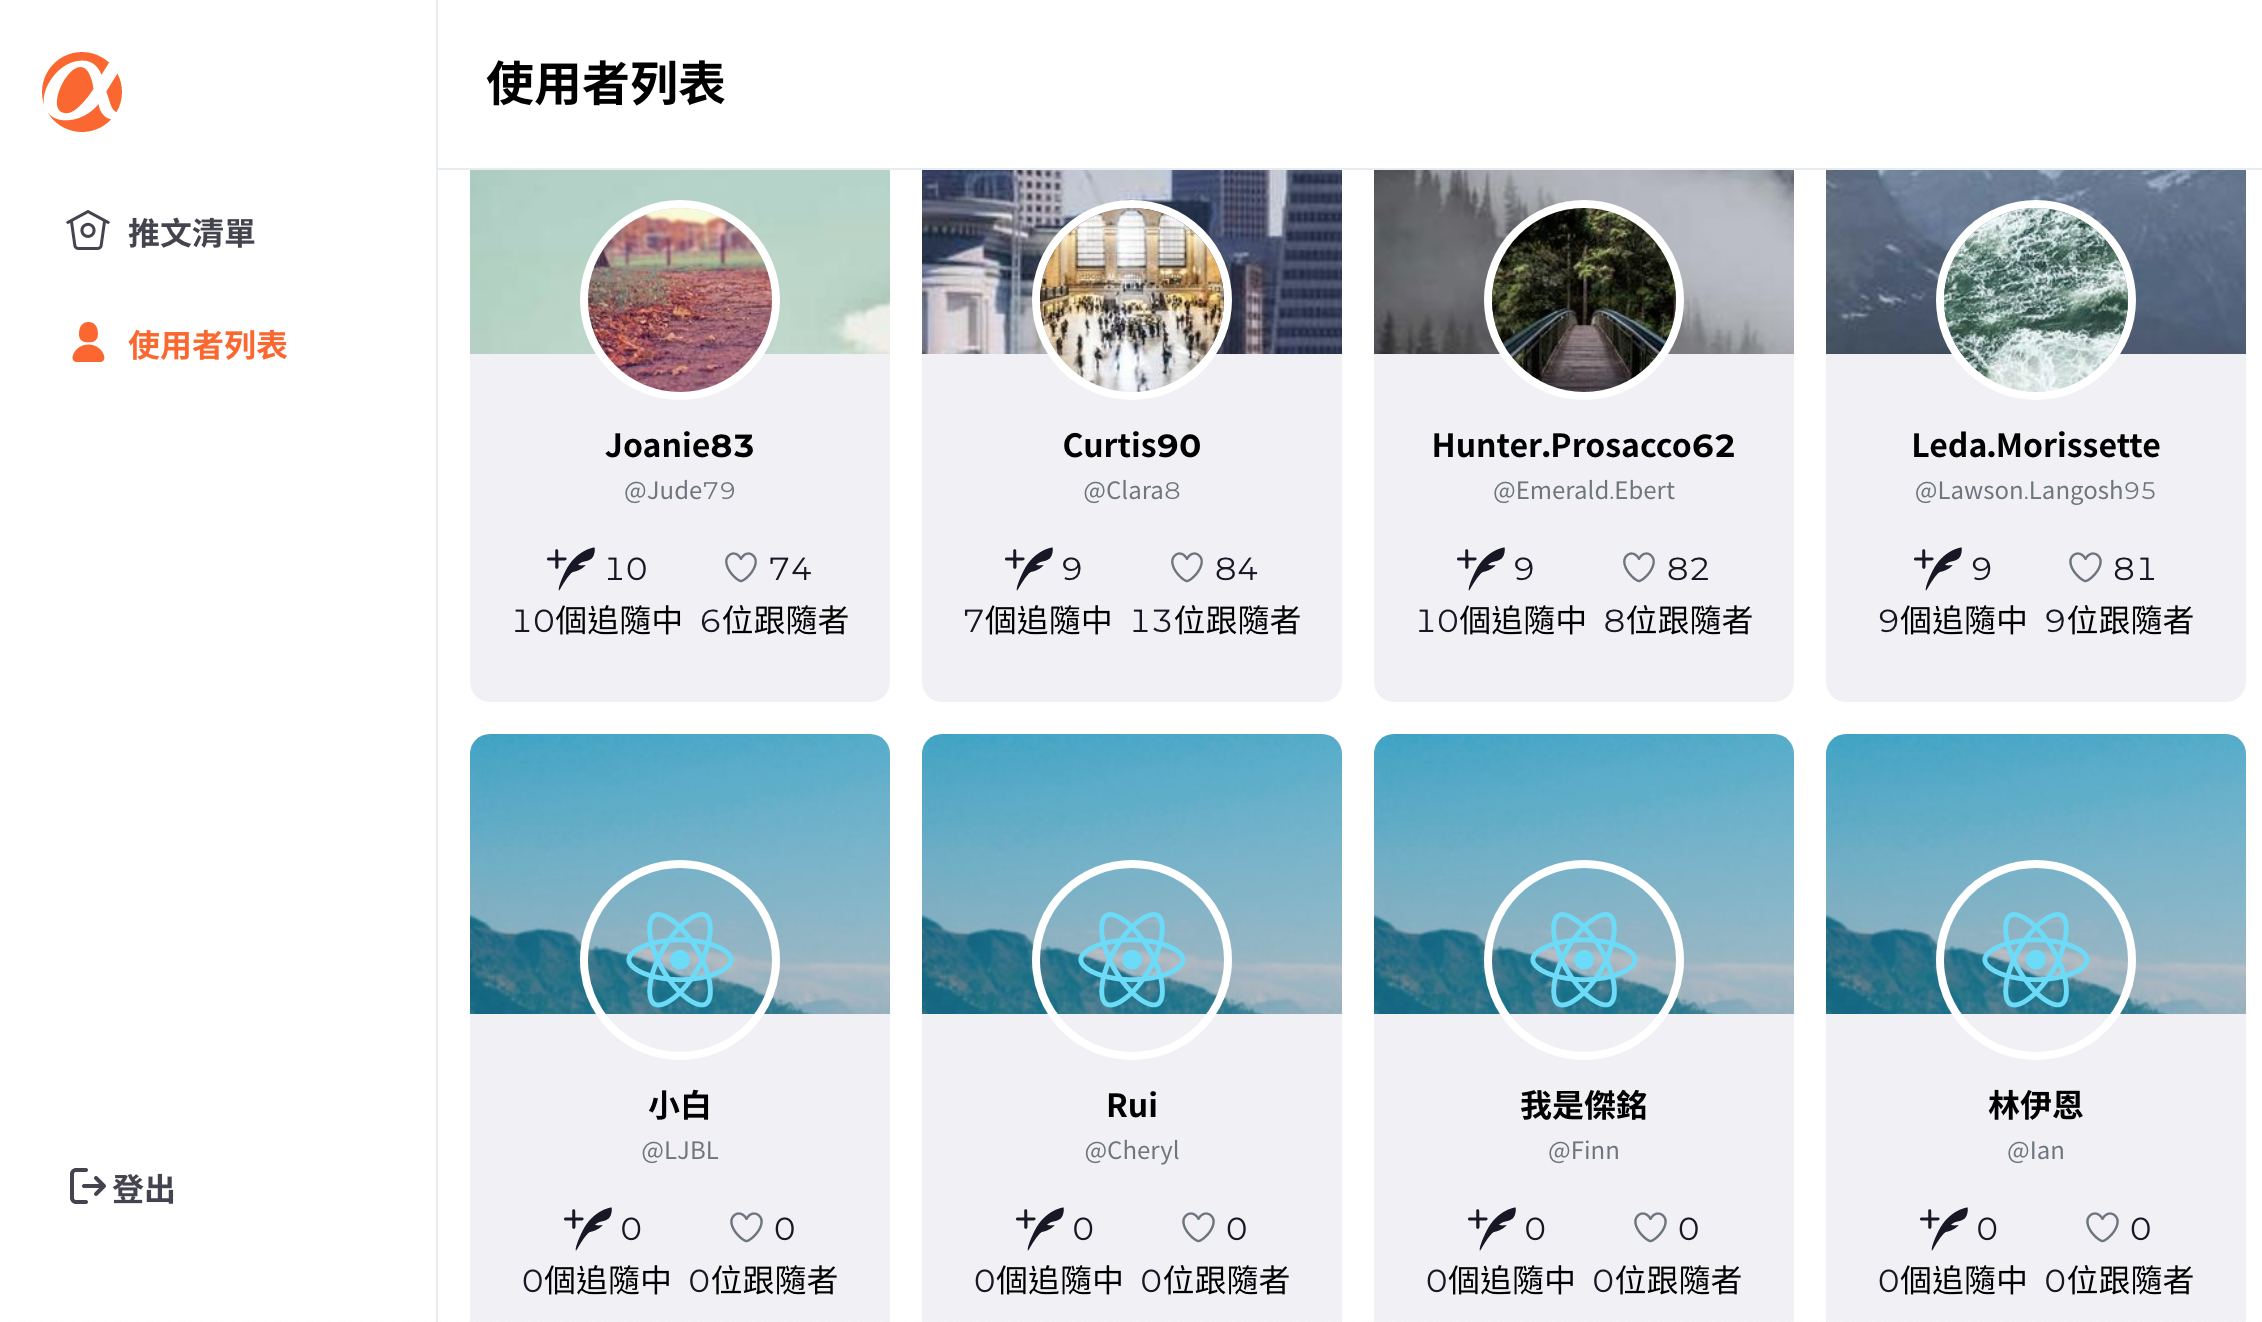 使用者列表
推文清單
使用者列表
登出
Joanie83
@Jude79
10 74
10個追隨中 6位跟隨者
Curtis90
@Clara8
9 84
7個追隨中 13位跟隨者
Hunter.Prosacco62
@Emerald.Ebert
9 82
10個追隨中 8位跟隨者
Leda.Morissette
@Lawson.Langosh95
9 81
9個追隨中 9位跟隨者
小白
@LJBL
0 0
0個追隨中 0位跟隨者
Rui
@Cheryl
0 0
0個追隨中 0位跟隨者
我是傑銘
@Finn
0 0
0個追隨中 0位跟隨者
林伊恩
@Ian
0 0
0個追隨中 0位跟隨者